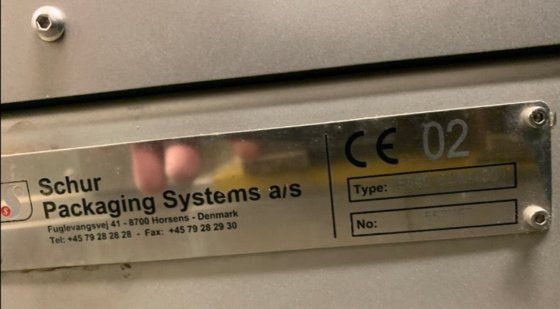 Schur
Packaging Systems a/s
Fuglevangsvej 41 - 8700 Horsens - Denmark
Tel: +45 79 28 28 28 - Fax: +45 79 28 29 30
CE 02
Type:
No: